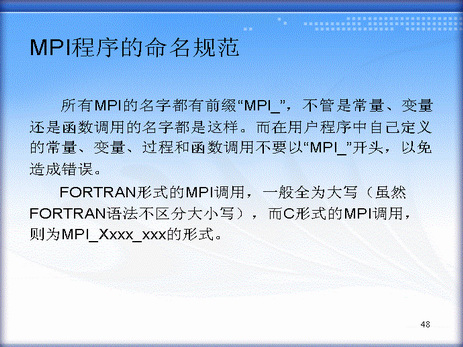 MPI程序的命名规范
所有MPI的名字都有前缀“MPI_”，不管是常量、变量
还是函数调用的名字都是这样。而在用户程序中自己定义
的常量、变量、过程和函数调用不要以“MPI_”开头，以免
造成错误。
FORTRAN形式的MPI调用，一般全为大写（虽然
FORTRAN语法不区分大小写），而C形式的MPI调用，
则为MPI_Xxxx_xxx的形式。
48